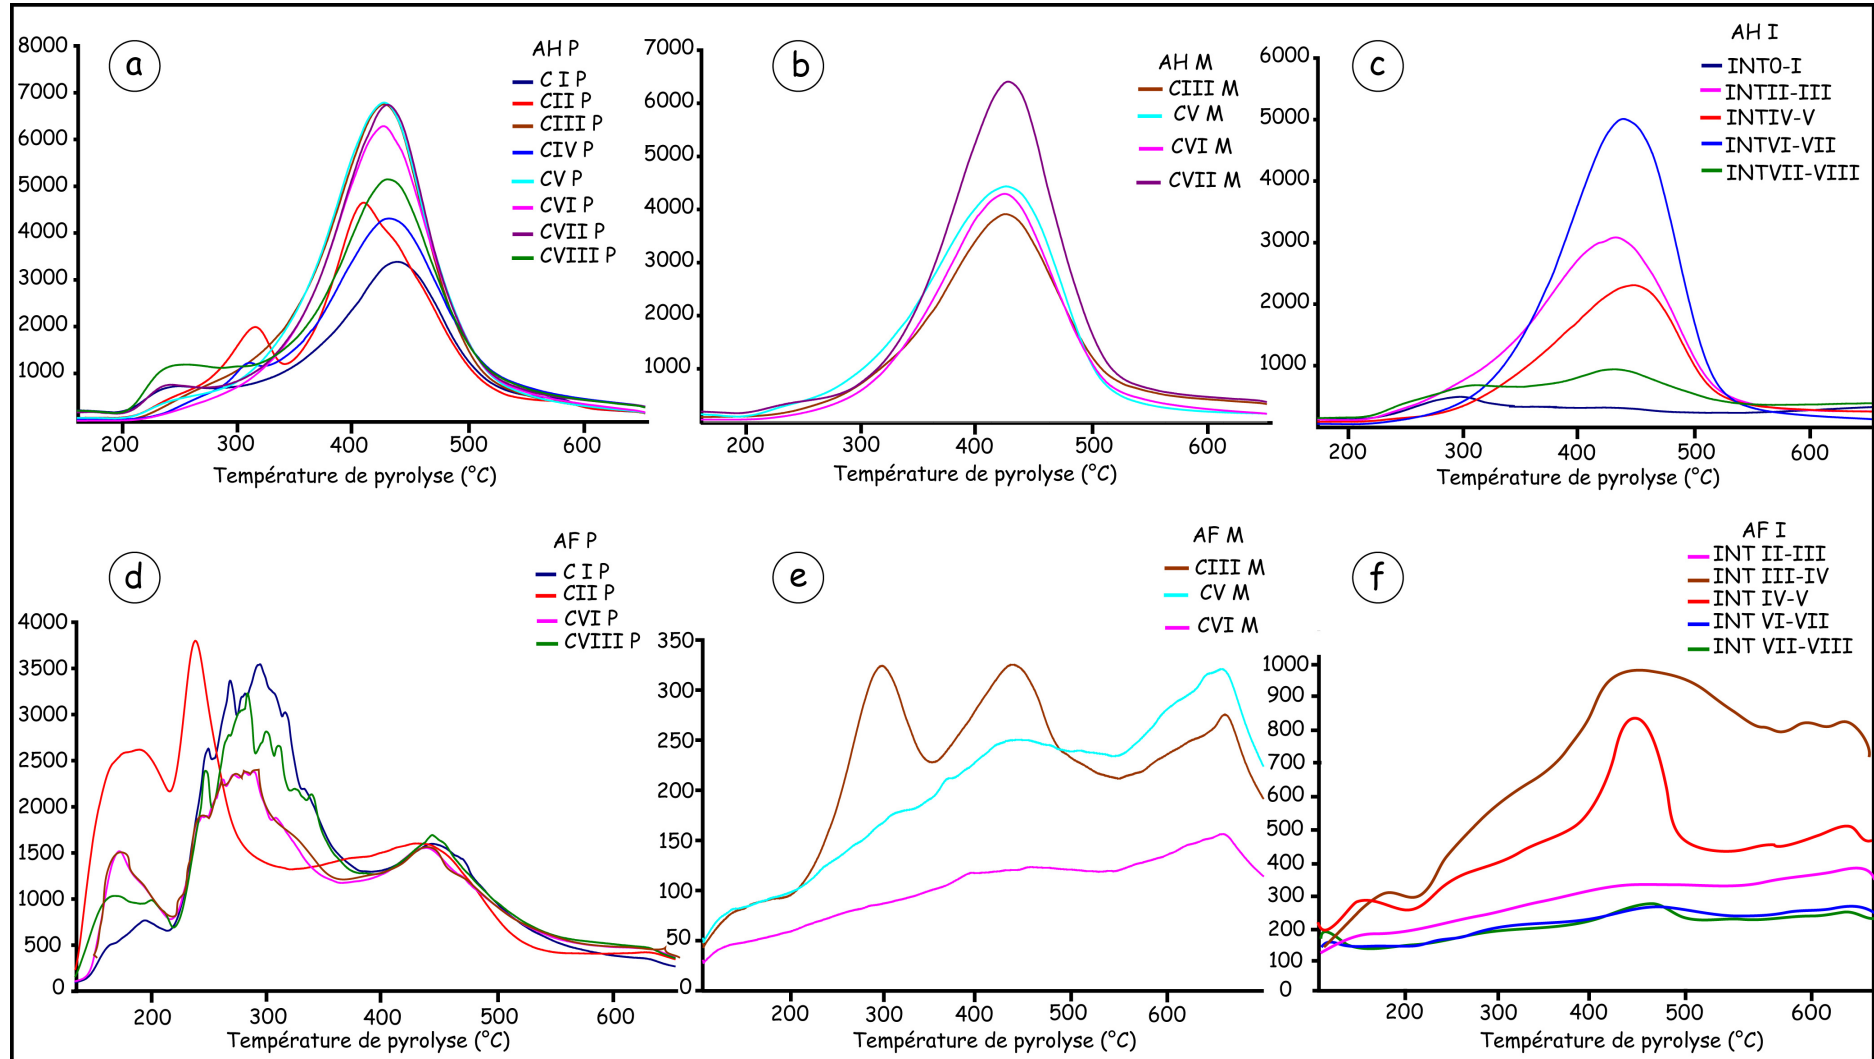 a
AH P
C I P
CII P
CIII P
CIV P
CV P
CVI P
CVII P
CVIII P
8000
7000
6000
5000
4000
3000
2000
1000
200 300 400 500 600
Température de pyrolyse (°C)
b
AH M
CIII M
CV M
CVI M
CVII M
7000
6000
5000
4000
3000
2000
1000
200 300 400 500 600
Température de pyrolyse (°C)
c
AH I
INT0-I
INTII-III
INTIV-V
INTVI-VII
INTVII-VIII
6000
5000
4000
3000
2000
1000
200 300 400 500 600
Température de pyrolyse (°C)
d
AF P
C I P
CII P
CVI P
CVIII P
4000
3500
3000
2500
2000
1500
1000
500
0
200 300 400 500 600
Température de pyrolyse (°C)
e
AF M
CIII M
CV M
CVI M
350
300
250
200
150
100
50
0
200 300 400 500 600
Température de pyrolyse (°C)
f
AF I
INT II-III
INT III-IV
INT IV-V
INT VI-VII
INT VII-VIII
1000
900
800
700
600
500
400
300
200
100
0
200 300 400 500 600
Température de pyrolyse (°C)